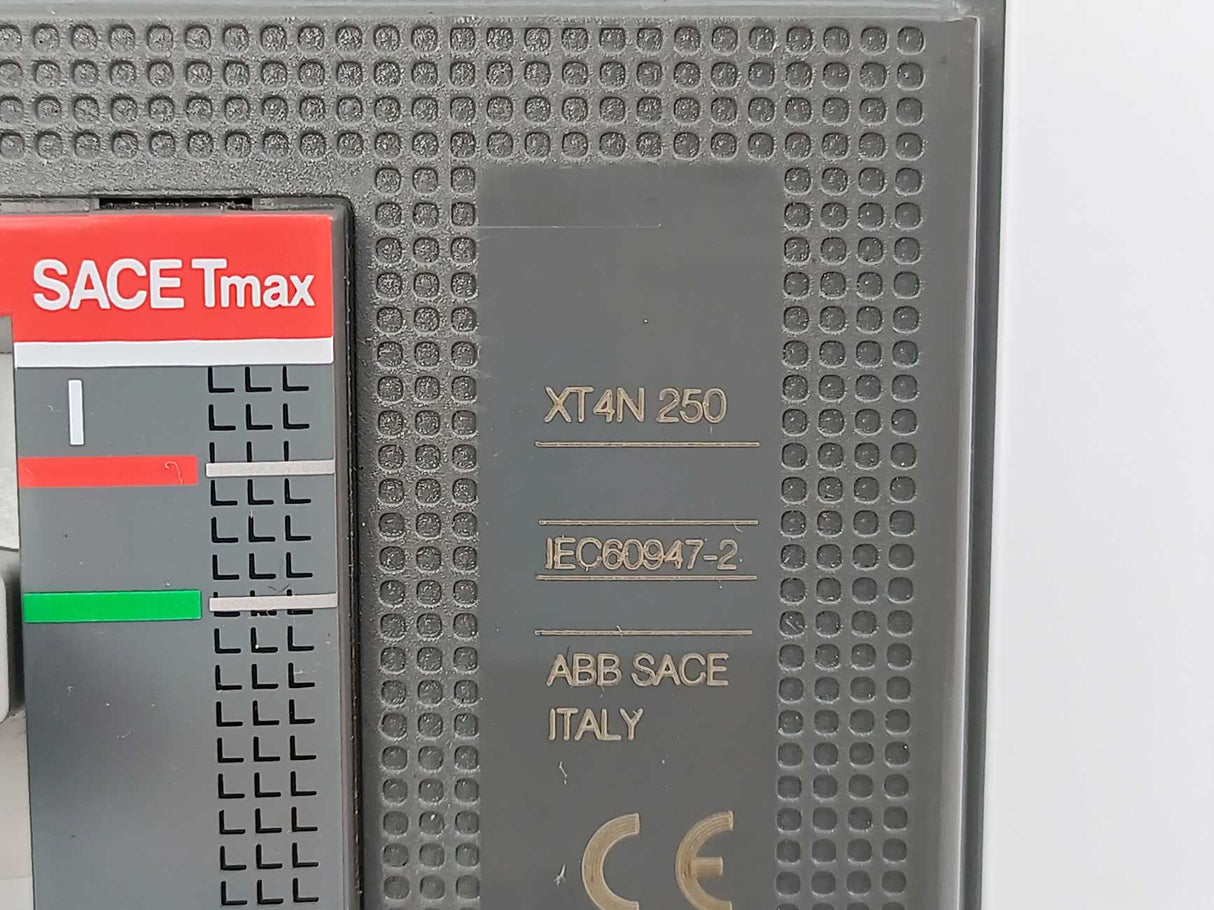 SACE Tmax
I
XT4N 250
IEC60947-2
ABB SACE
ITALY
CE